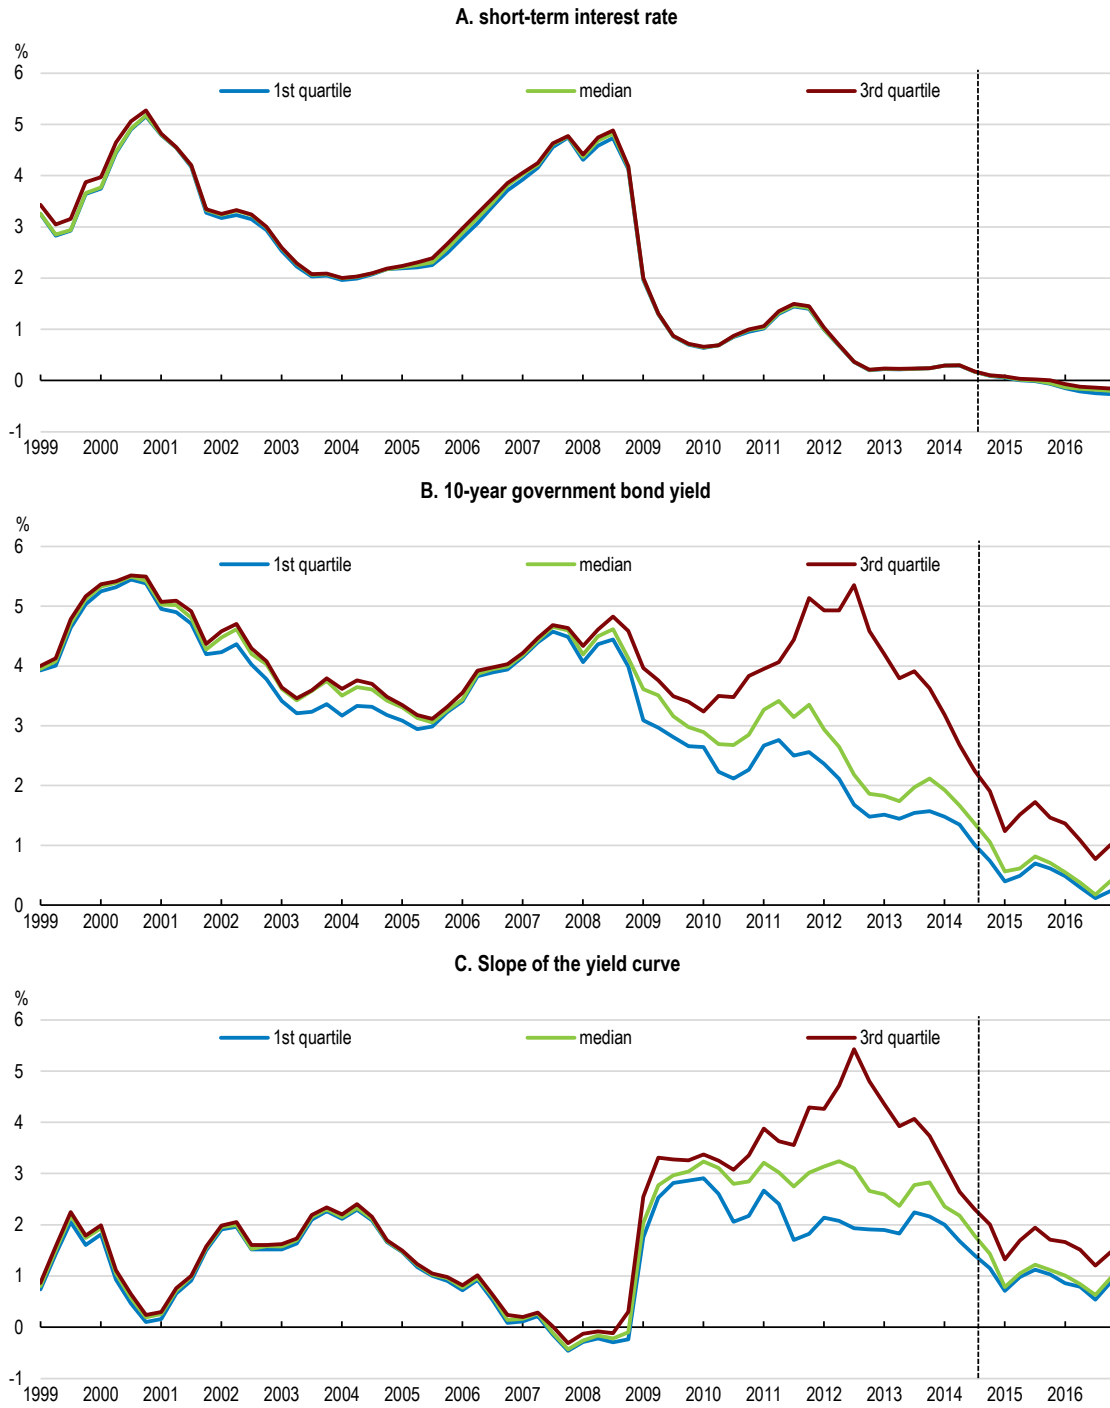 A. short-term interest rate
%
1st quartile median 3rd quartile
6
5
4
3
2
1
0
-1
1999 2000 2001 2002 2003 2004 2005 2006 2007 2008 2009 2010 2011 2012 2013 2014 2015 2016
B. 10-year government bond yield
%
1st quartile median 3rd quartile
6
5
4
3
2
1
0
1999 2000 2001 2002 2003 2004 2005 2006 2007 2008 2009 2010 2011 2012 2013 2014 2015 2016
C. Slope of the yield curve
%
1st quartile median 3rd quartile
6
5
4
3
2
1
0
-1
1999 2000 2001 2002 2003 2004 2005 2006 2007 2008 2009 2010 2011 2012 2013 2014 2015 2016